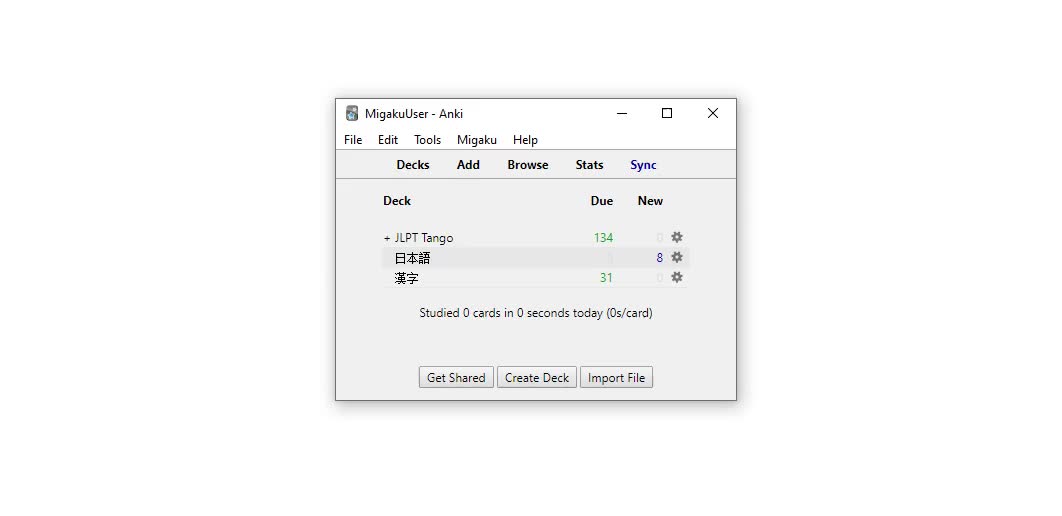 MigakuUser - Anki
File Edit Tools Migaku Help
Decks Add Browse Stats Sync
Deck Due New
+ JLPT Tango 134 0
日本語 8
漢字 31 0
Studied 0 cards in 0 seconds today (0s/card)
Get Shared Create Deck Import File